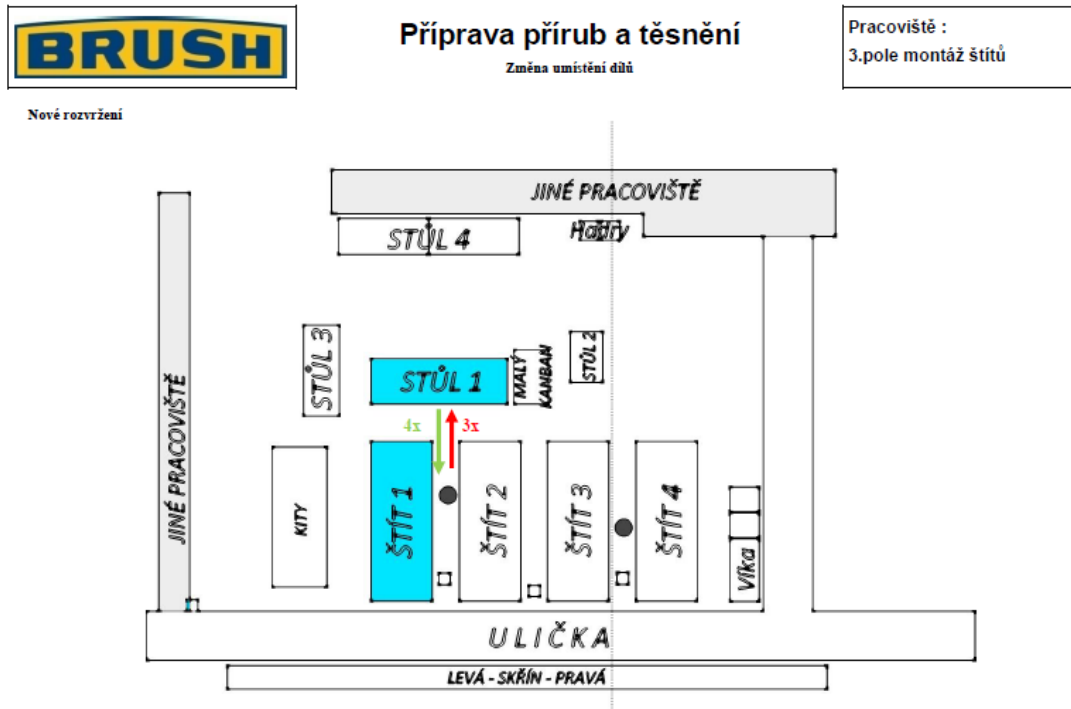 BRUSH
Příprava přírub a těsnění
Změna umístění dílů
Pracoviště :
3.pole montáž štítů
Nové rozvržení
JINÉ PRACOVIŠTĚ
STŮL 4
Hadry
STŮL 3
STŮL 1
MALÝ
KANBAN
STŮL 2
JINÉ PRACOVIŠTĚ
4x
3x
KITY
ŠTÍT 1
ŠTÍT 2
ŠTÍT 3
ŠTÍT 4
Víka
ULIČKA
LEVÁ - SKŘÍN - PRAVÁ